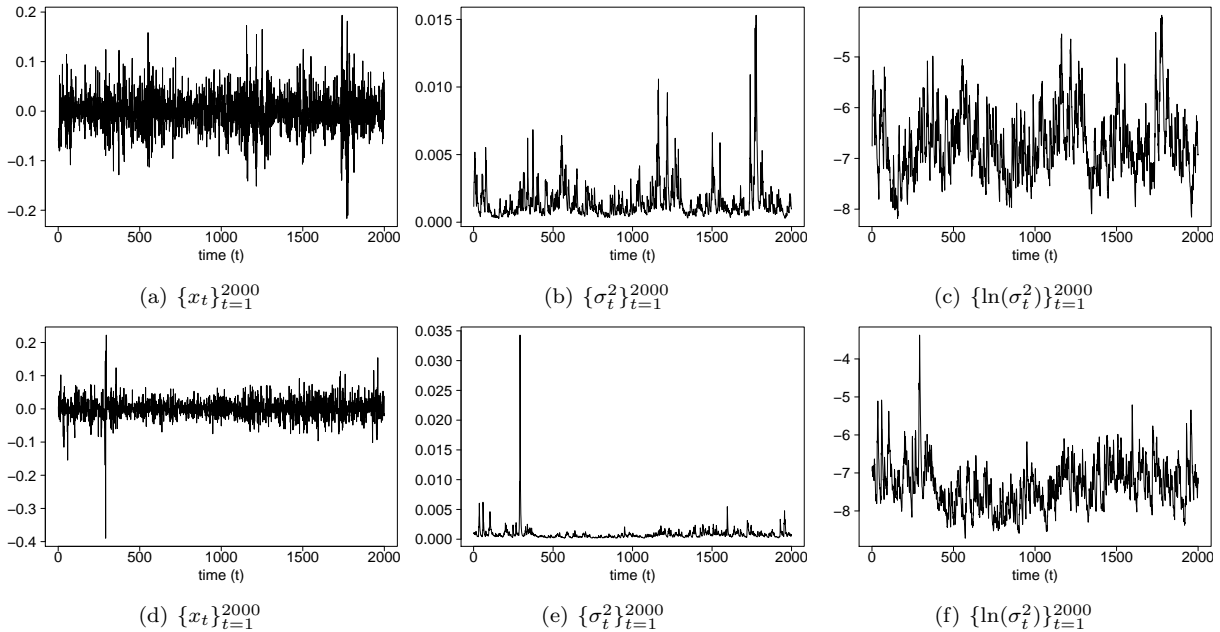 0.2
0.1
0.0
−0.1
−0.2
0 500 1000 1500 2000
time (t)
(a) {x_t}_{t=1}^{2000}
0.015
0.010
0.005
0.000
0 500 1000 1500 2000
time (t)
(b) {σ_t^2}_{t=1}^{2000}
−5
−6
−7
−8
0 500 1000 1500 2000
time (t)
(c) {ln(σ_t^2)}_{t=1}^{2000}
0.2
0.1
0.0
−0.1
−0.2
−0.3
−0.4
0 500 1000 1500 2000
time (t)
(d) {x_t}_{t=1}^{2000}
0.035
0.030
0.025
0.020
0.015
0.010
0.005
0.000
0 500 1000 1500 2000
time (t)
(e) {σ_t^2}_{t=1}^{2000}
−4
−5
−6
−7
−8
0 500 1000 1500 2000
time (t)
(f) {ln(σ_t^2)}_{t=1}^{2000}